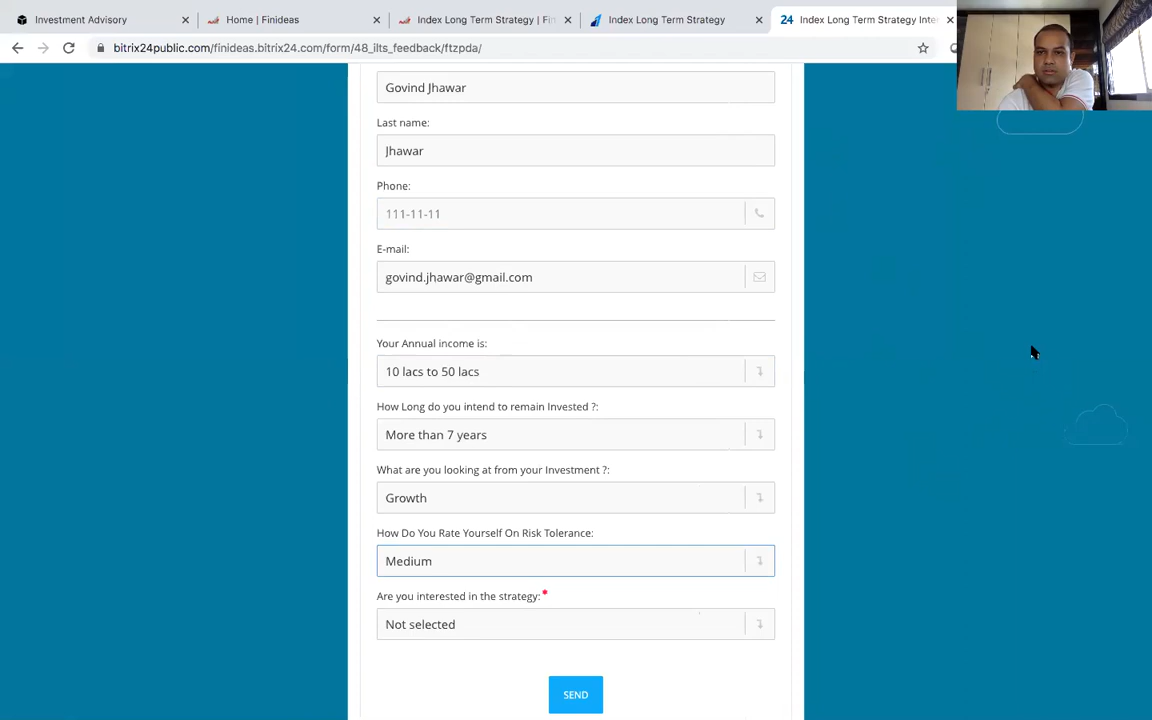 Investment Advisory
Home | Finideas
Index Long Term Strategy | Fin
Index Long Term Strategy
24 Index Long Term Strategy Inte
bitrix24public.com/finideas.bitrix24.com/form/48_ilts_feedback/ftzpda/
Govind Jhawar
Last name:
Jhawar
Phone:
111-11-11
E-mail:
govind.jhawar@gmail.com
Your Annual income is:
10 lacs to 50 lacs
How Long do you intend to remain Invested ?:
More than 7 years
What are you looking at from your Investment ?:
Growth
How Do You Rate Yourself On Risk Tolerance:
Medium
Are you interested in the strategy:*
Not selected
SEND